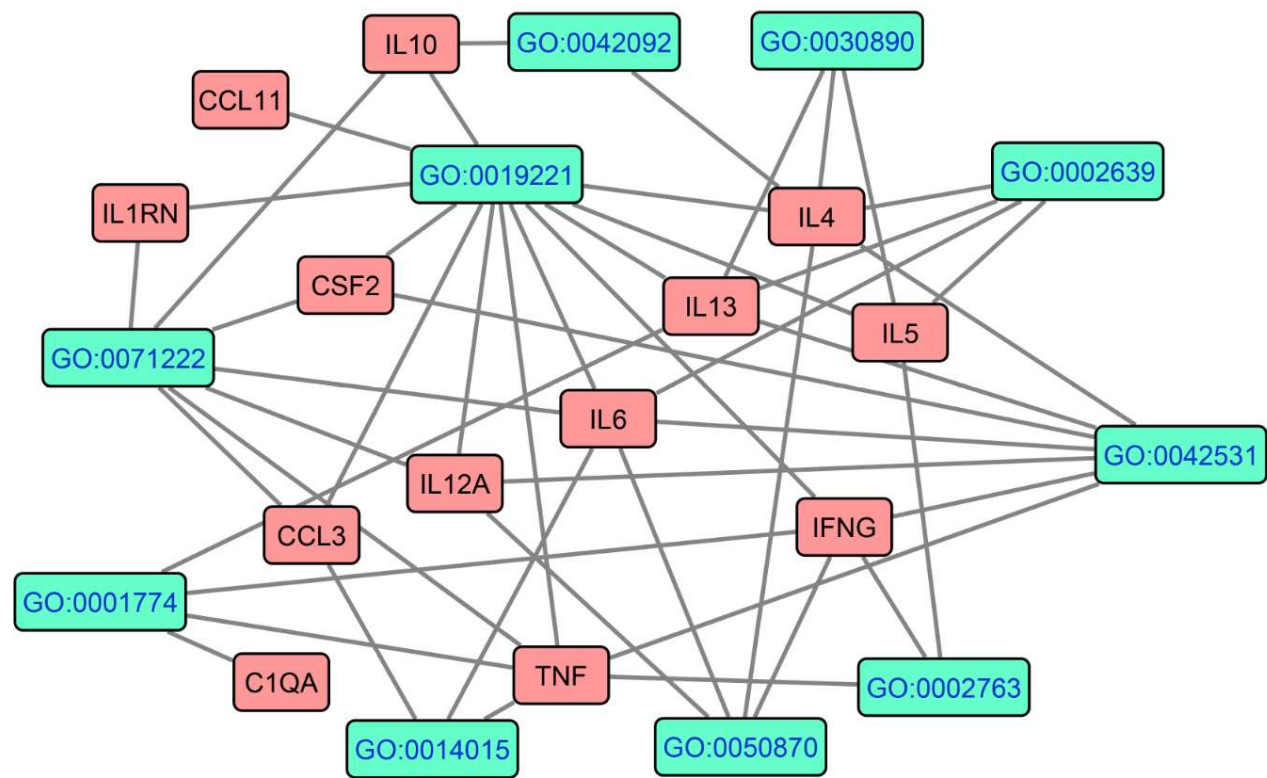 IL10
GO:0042092
GO:0030890
CCL11
GO:0019221
GO:0002639
IL1RN
IL4
CSF2
IL13
IL5
GO:0071222
IL6
GO:0042531
IL12A
CCL3
IFNG
GO:0001774
C1QA
TNF
GO:0002763
GO:0014015
GO:0050870